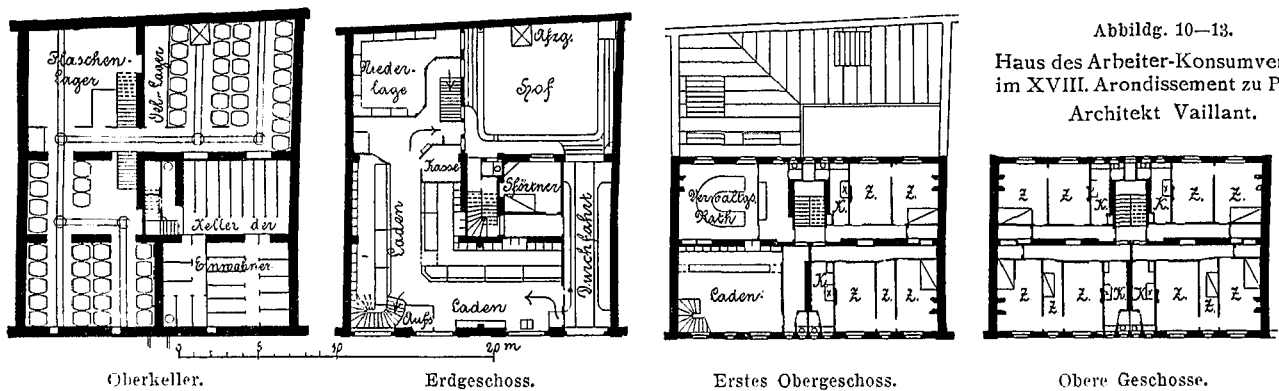 Abbildg. 10—13.
Haus des Arbeiter-Konsumver
im XVIII. Arondissement zu P
Architekt Vaillant.
Flaschen-
lager
Oel-Lager
Keller der
Einwohner
Nieder-
lage
Afzg.
Hof
Kasse
Pförtner
Laden
Durchfahrt
Laden
Aufz
Verwaltgs.
Rath
K.
Z.
Z.
Laden.
K.
Z.
Z.
Z.
Z.
Z.
K.
K.
Z.
Z.
Z.
Z.
Z.
K.
K.
Z.
Z.
Z.
0 5 10 20 m
Oberkeller.
Erdgeschoss.
Erstes Obergeschoss.
Obere Geschosse.